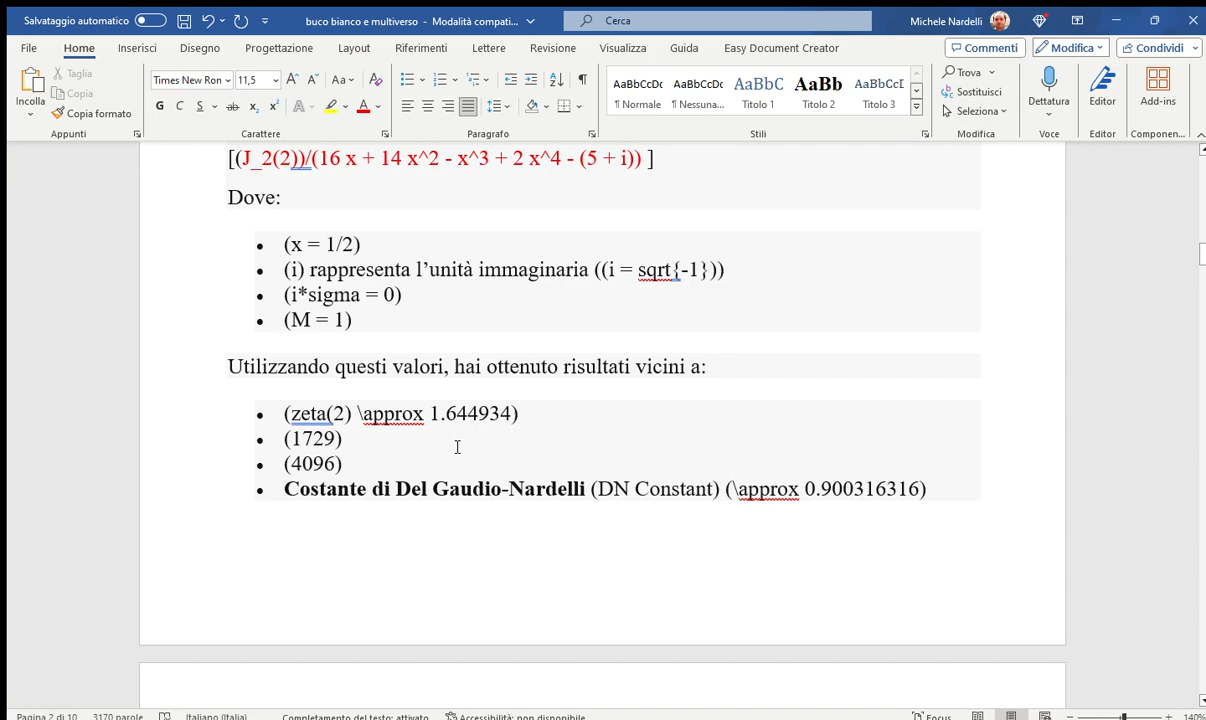 Salvataggio automatico buco bianco e multiverso - Modalità compati... Cerca Michele Nardelli
File Home Inserisci Disegno Progettazione Layout Riferimenti Lettere Revisione Visualizza Guida Easy Document Creator Commenti Modifica Condividi
Incolla Taglia Copia Copia formato
Times New Ron 11,5 Aa
G C S ab x₂ x² A A
AaBbCcDc AaBbCcDc AaBbC AaBb AaBbCcD
¶ Normale ¶ Nessuna... Titolo 1 Titolo 2 Titolo 3
Trova Sostituisci Seleziona
Dettatura Editor Add-ins
Appunti Carattere Paragrafo Stili Modifica Voce Editor Componen...
[(J_2(2))/(16 x + 14 x^2 - x^3 + 2 x^4 - (5 + i)) ]
Dove:
• (x = 1/2)
• (i) rappresenta l’unità immaginaria ((i = sqrt{-1}))
• (i*sigma = 0)
• (M = 1)
Utilizzando questi valori, hai ottenuto risultati vicini a:
• (zeta(2) \approx 1.644934)
• (1729)
• (4096)
• Costante di Del Gaudio-Nardelli (DN Constant) (\approx 0.900316316)
Pagina 2 di 10 3170 parole Italiano (Italia) Completamento del testo: attivato Accessibilità: non disponibile Focus 140%